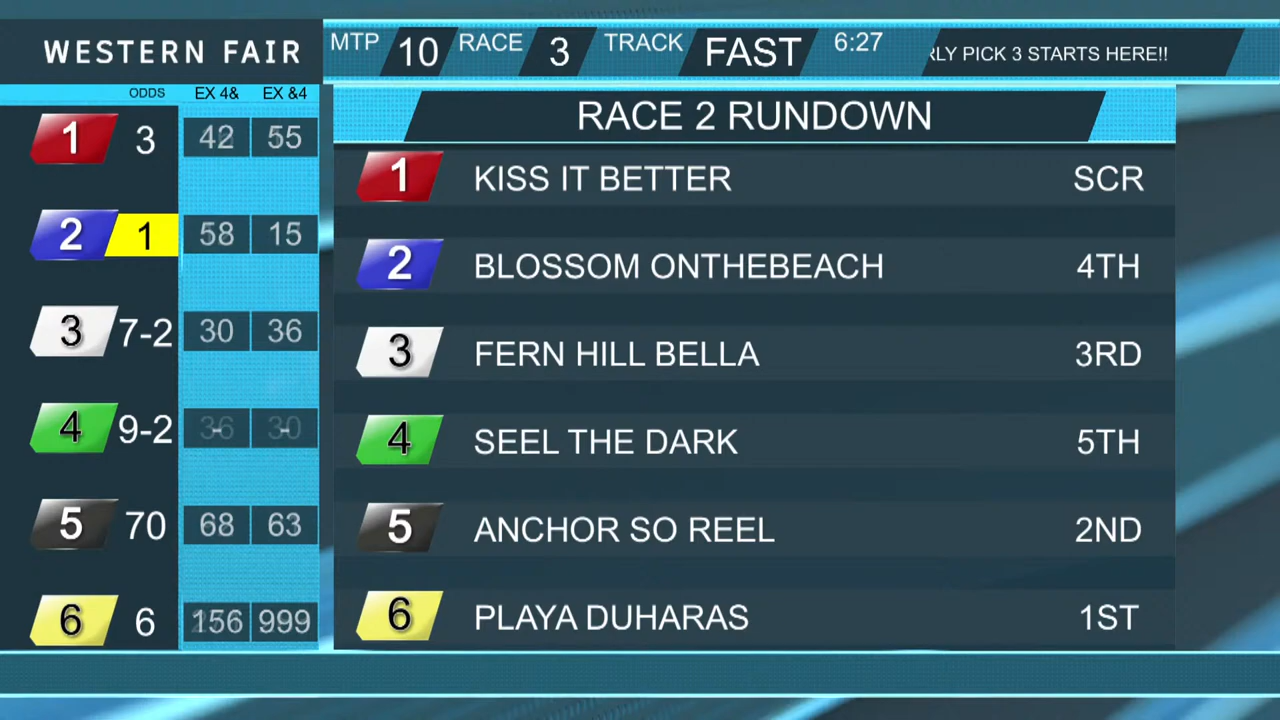 WESTERN FAIR
MTP 10 RACE 3 TRACK FAST 6:27 RLY PICK 3 STARTS HERE!!
ODDS EX 4& EX &4
1 3 42 55
2 1 58 15
3 7-2 30 36
4 9-2 - -
5 70 68 63
6 6 156 999
RACE 2 RUNDOWN
1 KISS IT BETTER SCR
2 BLOSSOM ONTHEBEACH 4TH
3 FERN HILL BELLA 3RD
4 SEEL THE DARK 5TH
5 ANCHOR SO REEL 2ND
6 PLAYA DUHARAS 1ST